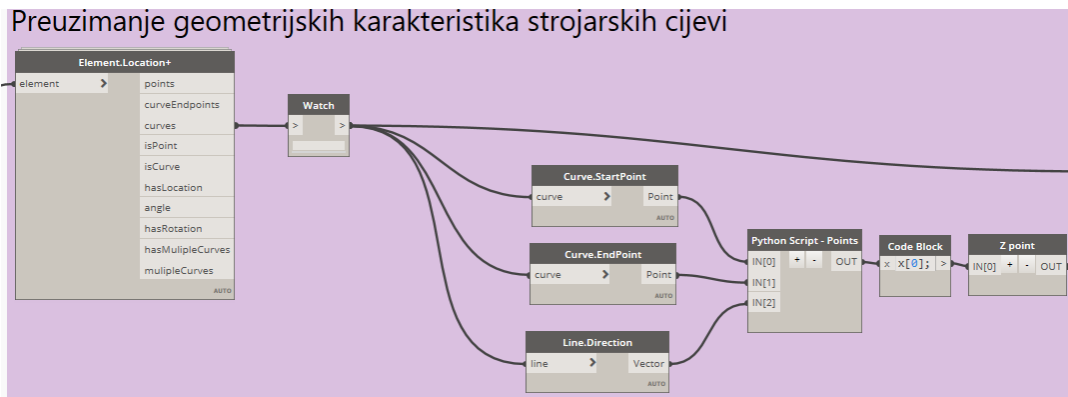 Preuzimanje geometrijskih karakteristika strojarskih cijevi
Element.Location+
element >
points
curveEndpoints
curves
isPoint
isCurve
hasLocation
angle
hasRotation
hasMulipleCurves
mulipleCurves
AUTO
Watch
> >
Curve.StartPoint
curve > Point
AUTO
Curve.EndPoint
curve > Point
AUTO
Line.Direction
line > Vector
AUTO
Python Script - Points
IN[0] + - OUT
IN[1]
IN[2]
Code Block
x x[0]; >
Z point
IN[0] + - OUT